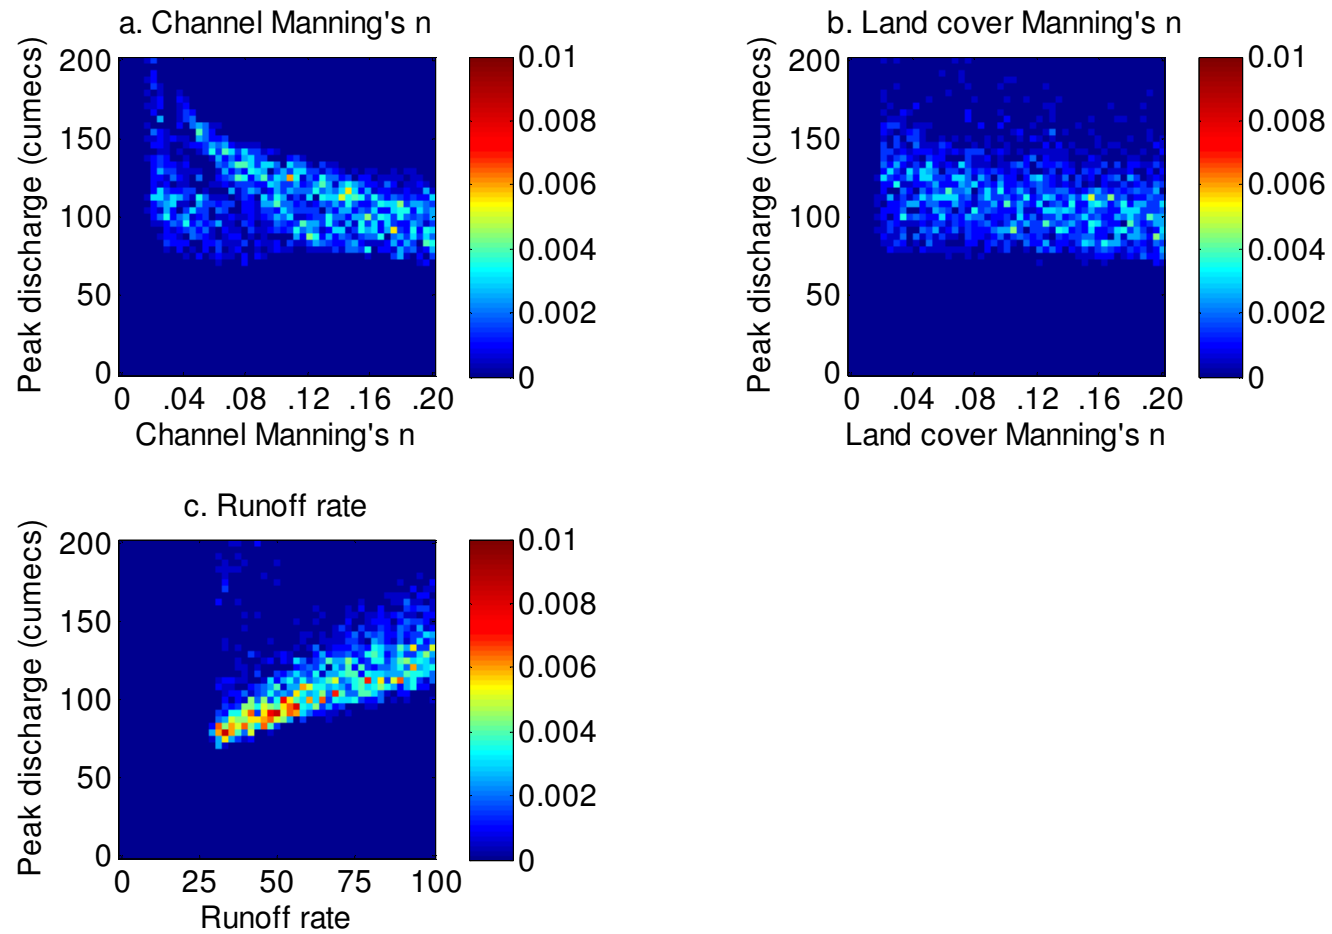 a. Channel Manning's n
Peak discharge (cumecs)
200
150
100
50
0
0 .04 .08 .12 .16 .20
Channel Manning's n
0.01
0.008
0.006
0.004
0.002
0
b. Land cover Manning's n
Peak discharge (cumecs)
200
150
100
50
0
0 .04 .08 .12 .16 .20
Land cover Manning's n
0.01
0.008
0.006
0.004
0.002
0
c. Runoff rate
Peak discharge (cumecs)
200
150
100
50
0
0 25 50 75 100
Runoff rate
0.01
0.008
0.006
0.004
0.002
0